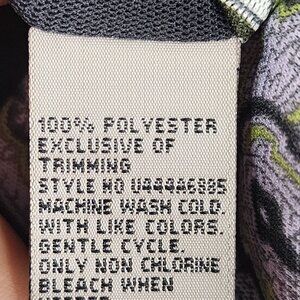 100% POLYESTER
EXCLUSIVE OF
TRIMMING
STYLE NO U444A6885
MACHINE WASH COLD.
WITH LIKE COLORS.
GENTLE CYCLE.
ONLY NON CHLORINE
BLEACH WHEN